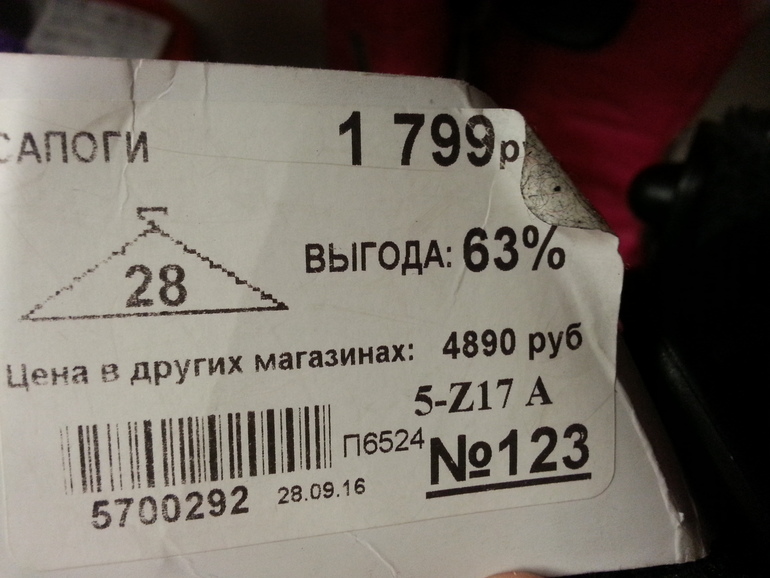 САПОГИ
1 799р
28
ВЫГОДА: 63%
Цена в других магазинах: 4890 руб
5-Z17 A
П6524
№123
5700292
28.09.16